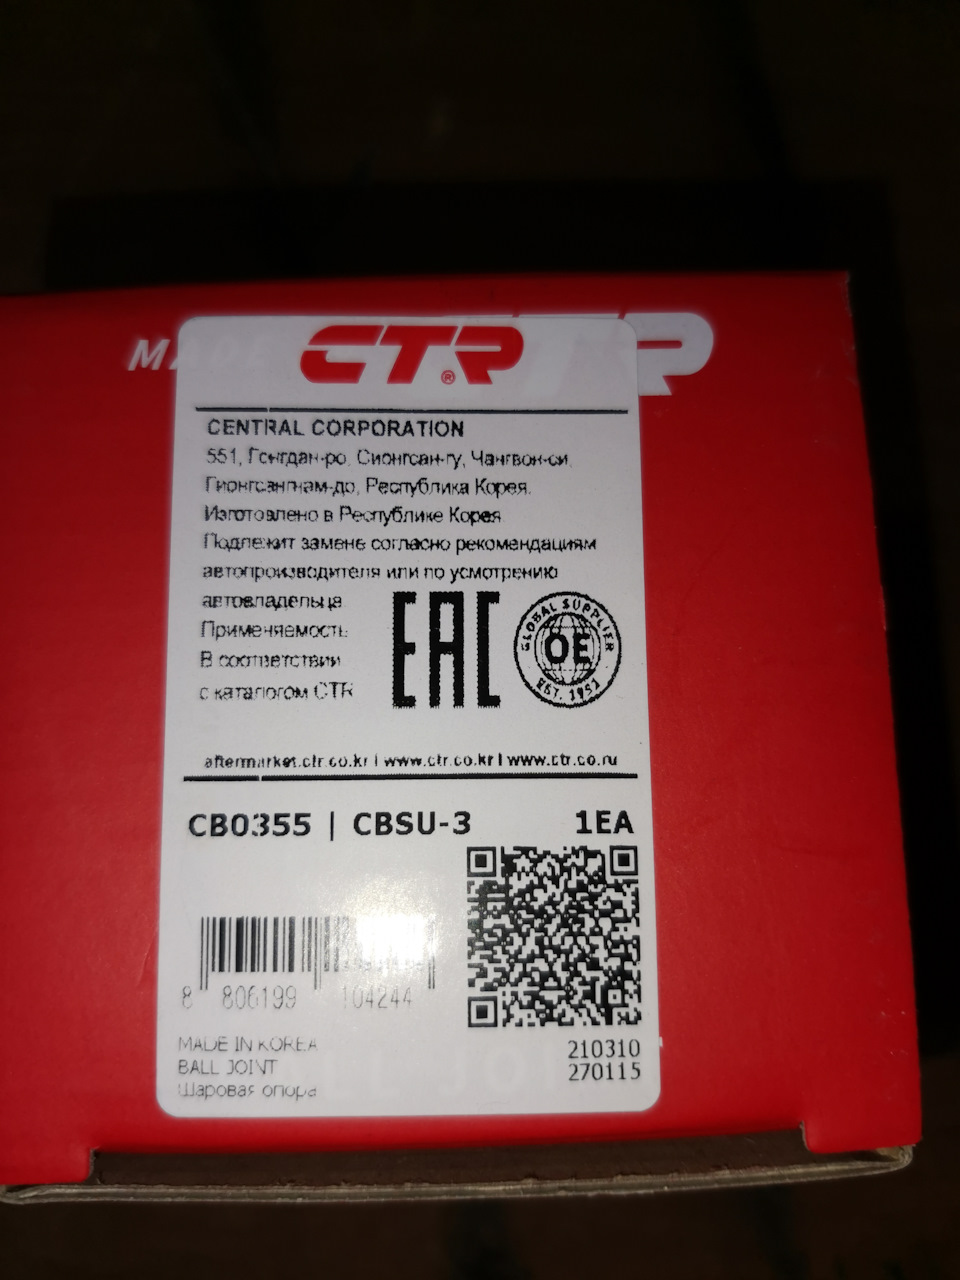 MADE
CTR®
CENTRAL CORPORATION
551, Гонгдан-ро, Сионгсан-гу, Чангвон-си,
Гионгсангнам-до, Республика Корея.
Изготовлено в Республике Корея
Подлежит замене согласно рекомендациям
автопроизводителя или по усмотрению
автовладельца
Применяемость:
В соответствии
с каталогом CTR
EAC
GLOBAL SUPPLIER
OE
EST. 1952
aftermarket.ctr.co.kr | www.ctr.co.kr | www.ctr.co.ru
CB0355 | CBSU-3 1EA
8 806199 104244
MADE IN KOREA
BALL JOINT
Шаровая опора
210310
270115